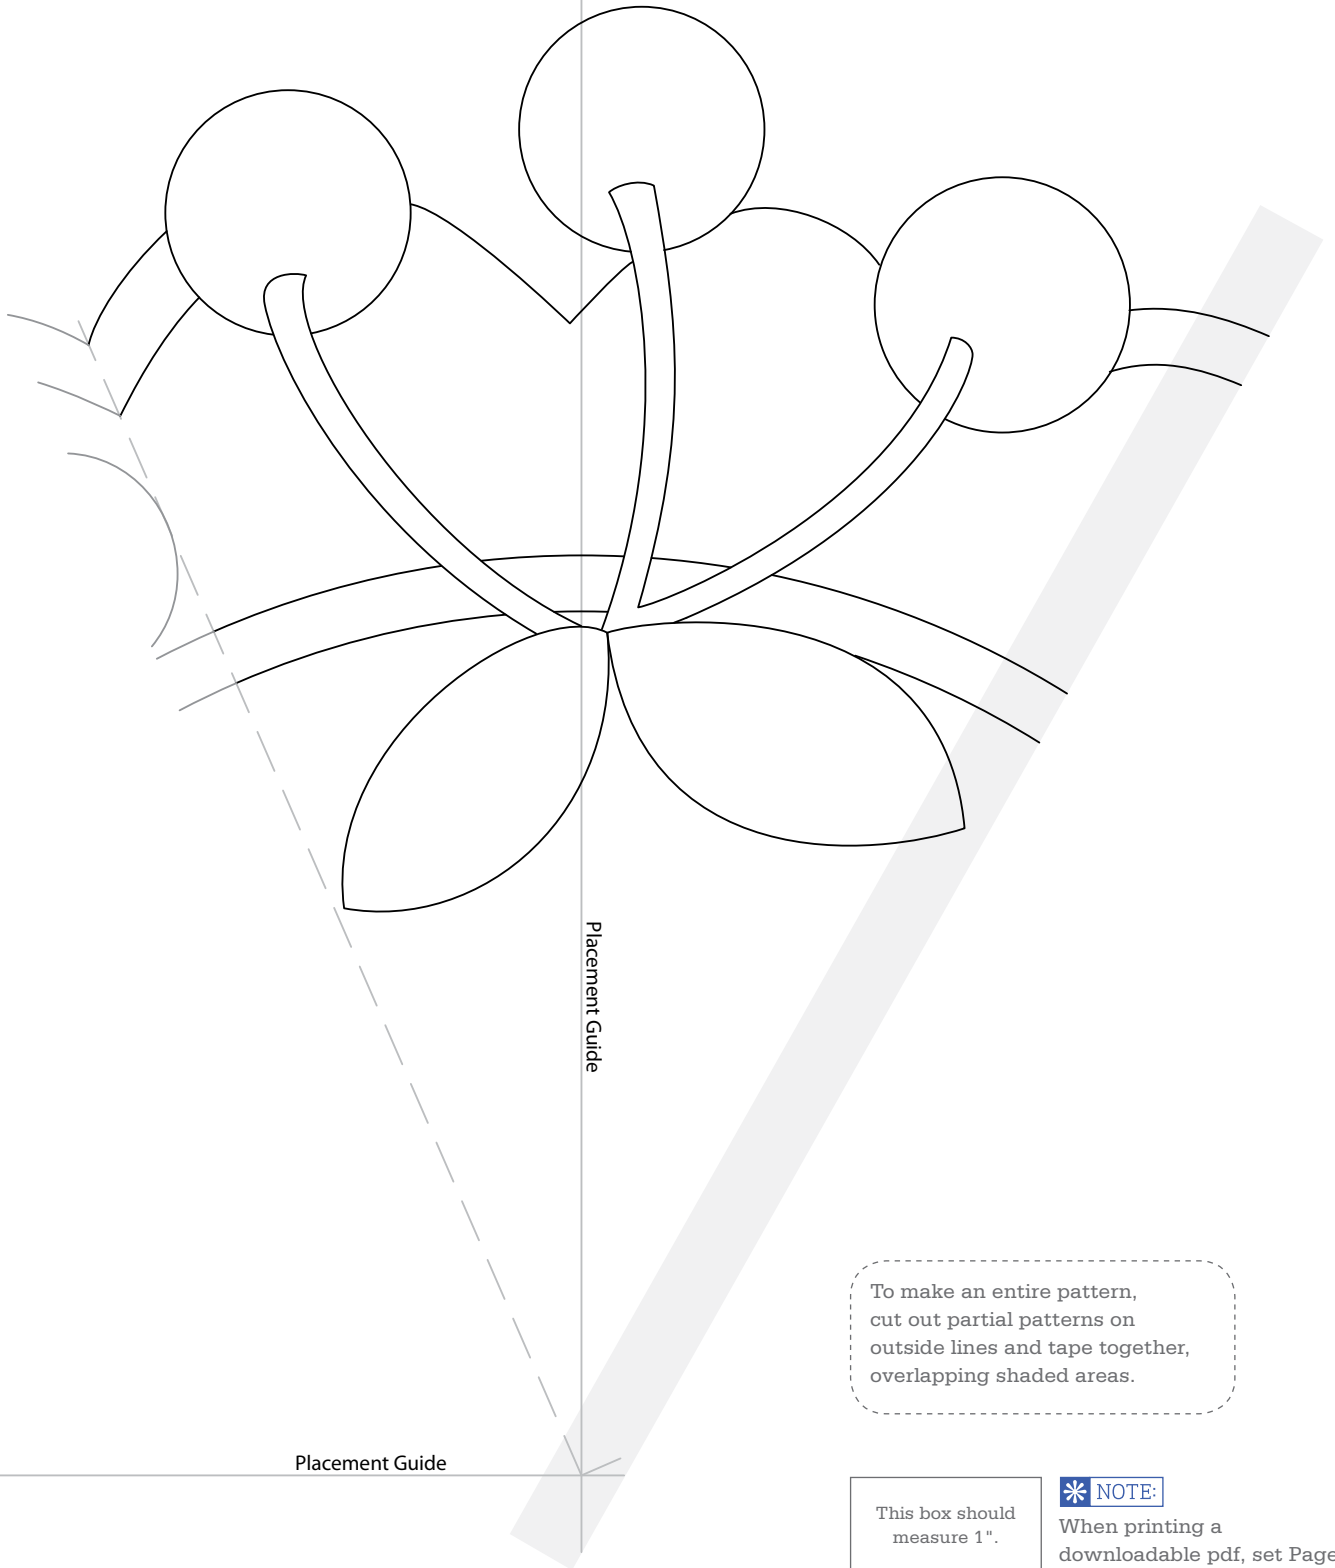 Placement Guide
To make an entire pattern,
cut out partial patterns on
outside lines and tape together,
overlapping shaded areas.
Placement Guide
This box should
measure 1".
NOTE:
When printing a
downloadable pdf, set Page